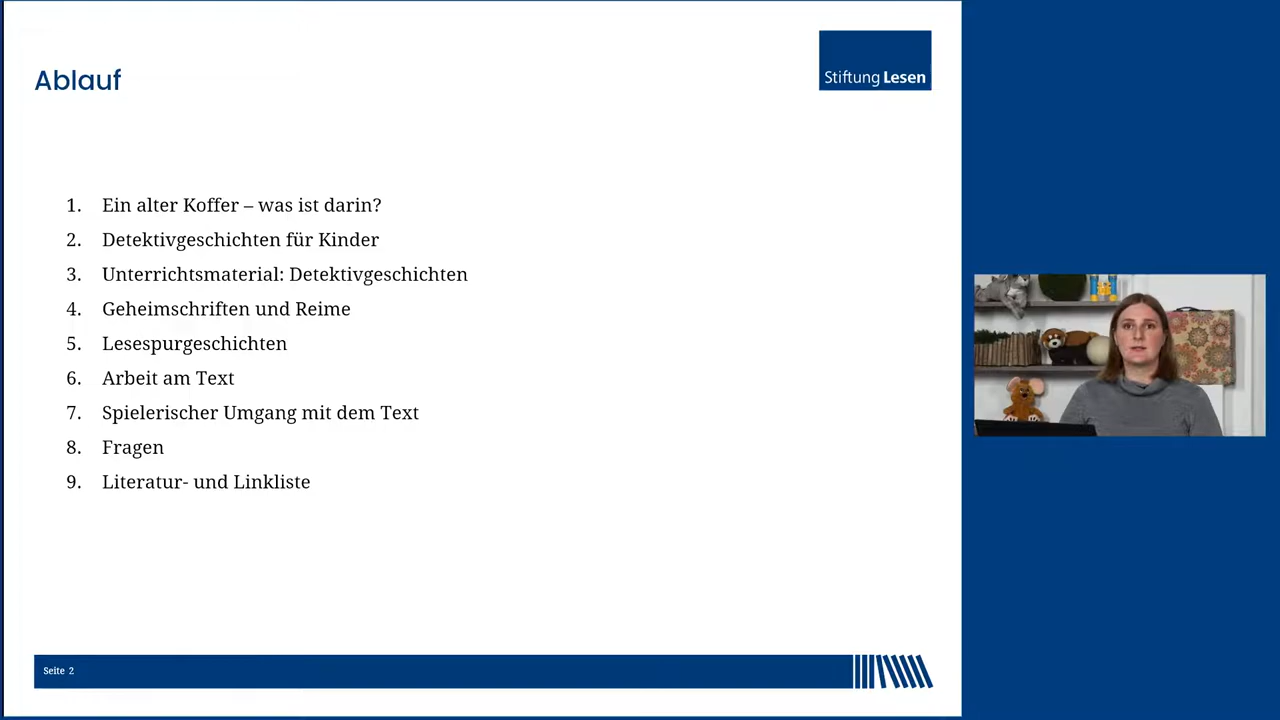 Ablauf
Stiftung Lesen
1. Ein alter Koffer – was ist darin?
2. Detektivgeschichten für Kinder
3. Unterrichtsmaterial: Detektivgeschichten
4. Geheimschriften und Reime
5. Lesespurgeschichten
6. Arbeit am Text
7. Spielerischer Umgang mit dem Text
8. Fragen
9. Literatur- und Linkliste
Seite 2